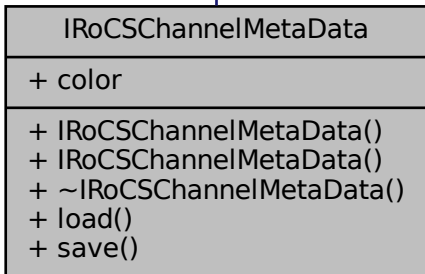 IRoCSChannelMetaData
+ color
+ IRoCSChannelMetaData()
+ IRoCSChannelMetaData()
+ ~IRoCSChannelMetaData()
+ load()
+ save()